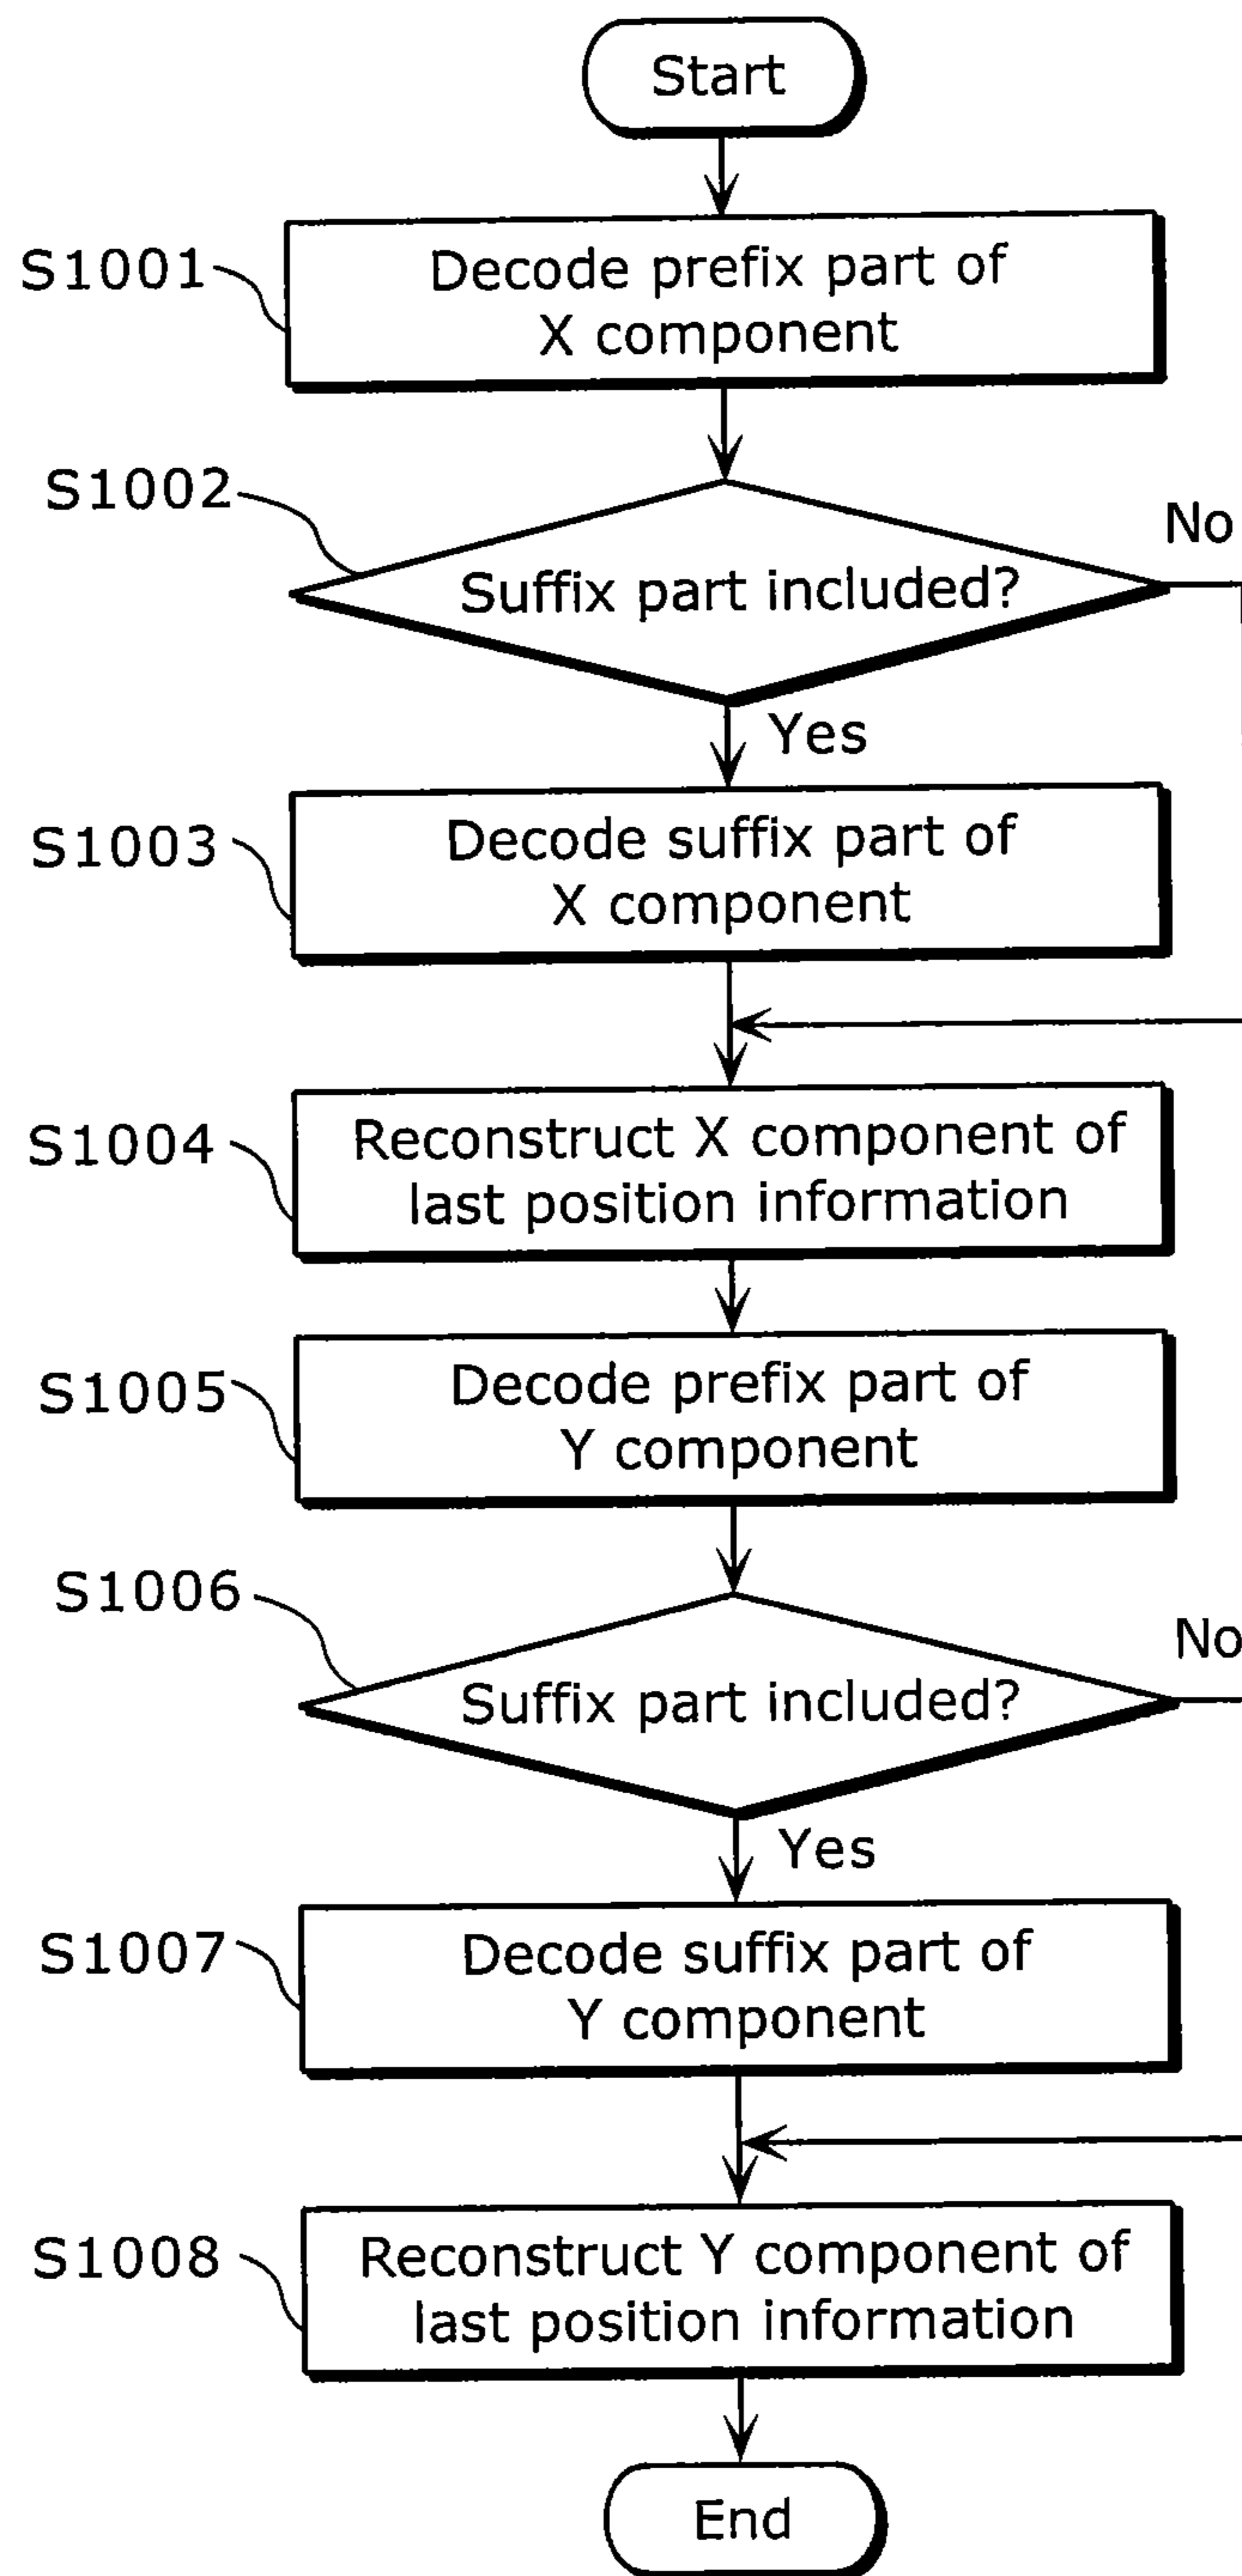 Start
S1001
Decode prefix part of
X component
S1002
No
Suffix part included?
Yes
S1003
Decode suffix part of
X component
S1004
Reconstruct X component of
last position information
S1005
Decode prefix part of
Y component
S1006
No
Suffix part included?
Yes
S1007
Decode suffix part of
Y component
S1008
Reconstruct Y component of
last position information
End